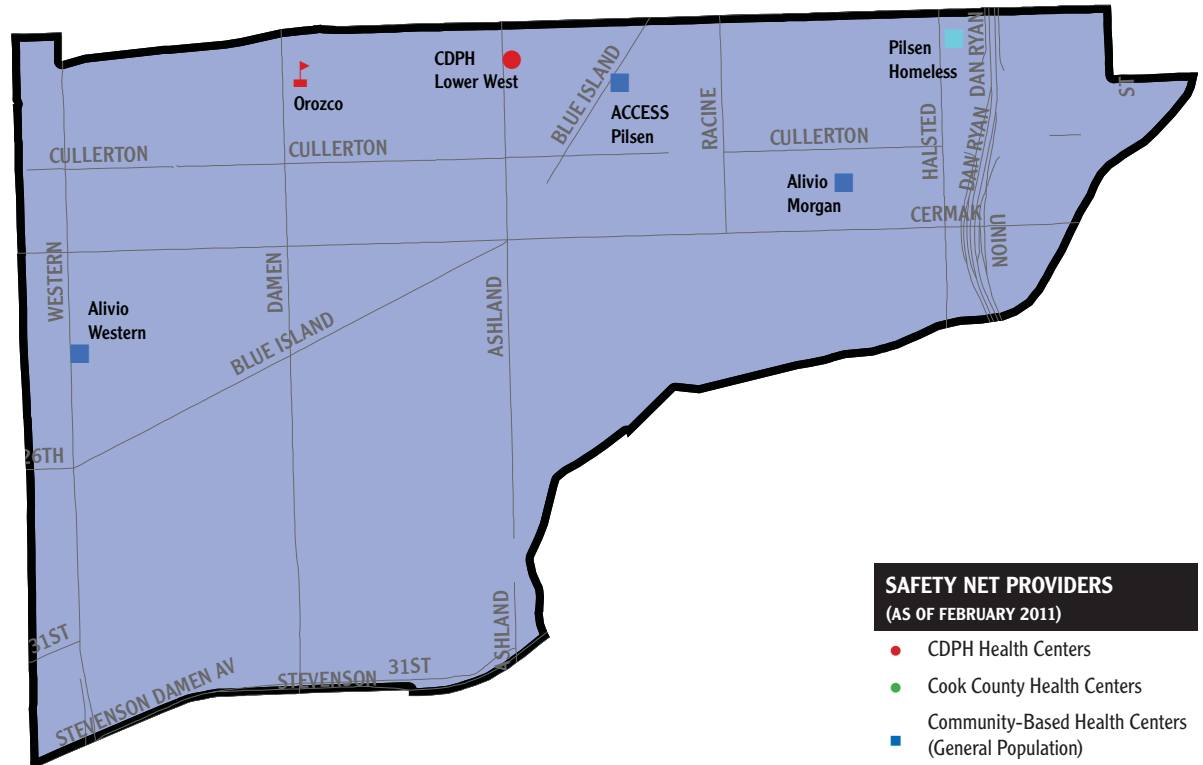 CDPH
Lower West
Orozco
BLUE ISLAND
ACCESS
Pilsen
RACINE
Pilsen
Homeless
DAN RYAN
DAN RYAN
ST
CULLERTON
CULLERTON
CULLERTON
HALSTED
Alivio
Morgan
CERMAK
UNION
WESTERN
DAMEN
ASHLAND
Alivio
Western
BLUE ISLAND
26TH
31ST
ASHLAND
STEVENSON DAMEN AV
STEVENSON
31ST
SAFETY NET PROVIDERS
(AS OF FEBRUARY 2011)
CDPH Health Centers
Cook County Health Centers
Community-Based Health Centers
(General Population)